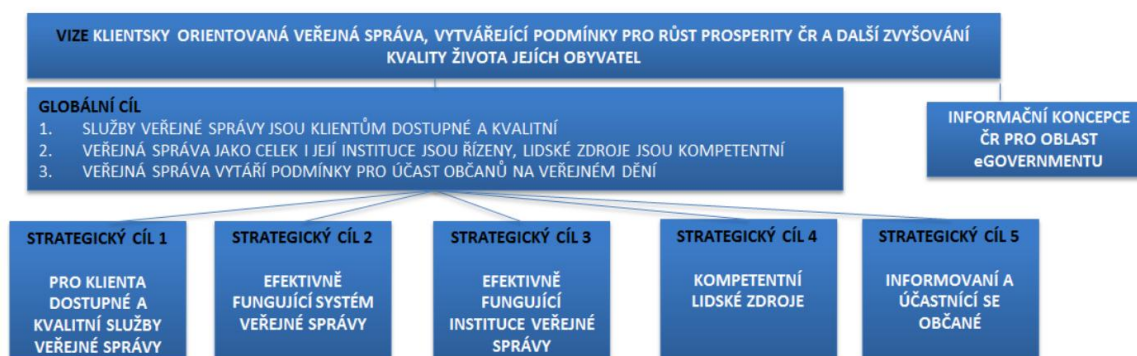 VIZE KLIENTSKY ORIENTOVANÁ VEŘEJNÁ SPRÁVA, VYTVÁŘEJÍCÍ PODMÍNKY PRO RŮST PROSPERITY ČR A DALŠÍ ZVYŠOVÁNÍ
KVALITY ŽIVOTA JEJÍCH OBYVATEL
GLOBÁLNÍ CÍL
1. SLUŽBY VEŘEJNÉ SPRÁVY JSOU KLIENTŮM DOSTUPNÉ A KVALITNÍ
2. VEŘEJNÁ SPRÁVA JAKO CELEK I JEJÍ INSTITUCE JSOU ŘÍZENY, LIDSKÉ ZDROJE JSOU KOMPETENTNÍ
3. VEŘEJNÁ SPRÁVA VYTÁŘÍ PODMÍNKY PRO ÚČAST OBČANŮ NA VEŘEJNÉM DĚNÍ
INFORMAČNÍ KONCEPCE
ČR PRO OBLAST
eGOVERNMENTU
STRATEGICKÝ CÍL 1
PRO KLIENTA
DOSTUPNÉ A
KVALITNÍ SLUŽBY
VEŘEJNÉ SPRÁVY
STRATEGICKÝ CÍL 2
EFEKTIVNĚ
FUNGUJÍCÍ SYSTÉM
VEŘEJNÉ SPRÁVY
STRATEGICKÝ CÍL 3
EFEKTIVNĚ
FUNGUJÍCÍ
INSTITUCE VEŘEJNÉ
SPRÁVY
STRATEGICKÝ CÍL 4
KOMPETENTNÍ
LIDSKÉ ZDROJE
STRATEGICKÝ CÍL 5
INFORMOVANÍ A
ÚČASTNÍCÍ SE
OBČANÉ